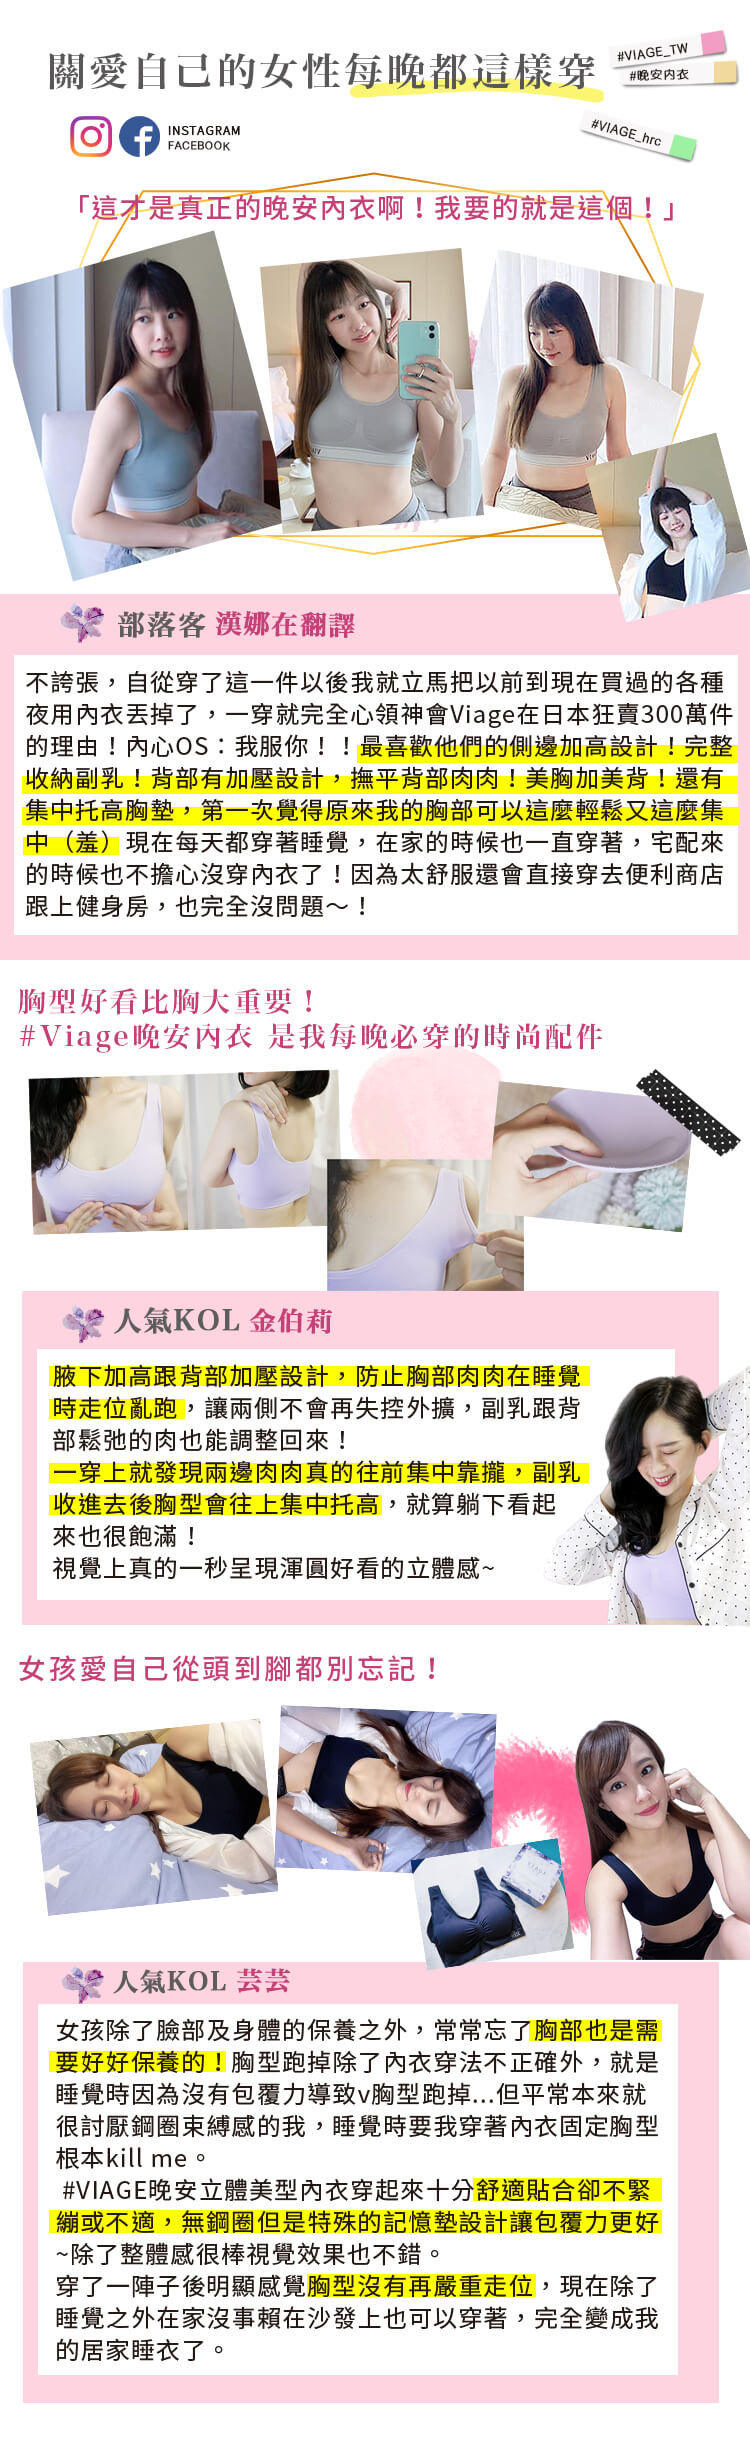 關愛自己的女性每晚都這樣穿
#VIAGE_TW
#晚安內衣
#VIAGE_hrc
INSTAGRAM
FACEBOOK
「這才是真正的晚安內衣啊！我要的就是這個！」
部落客 漢娜在翻譯
不誇張，自從穿了這一件以後我就立馬把以前到現在買過的各種
夜用內衣丟掉了，一穿就完全心領神會Viage在日本狂賣300萬件
的理由！內心OS：我服你！！最喜歡他們的側邊加高設計！完整
收納副乳！背部有加壓設計，撫平背部肉肉！美胸加美背！還有
集中托高胸墊，第一次覺得原來我的胸部可以這麼輕鬆又這麼集
中（羞）現在每天都穿著睡覺，在家的時候也一直穿著，宅配來
的時候也不擔心沒穿內衣了！因為太舒服還會直接穿去便利商店
跟上健身房，也完全沒問題～！
胸型好看比胸大重要！
#Viage晚安內衣 是我每晚必穿的時尚配件
人氣KOL 金伯莉
腋下加高跟背部加壓設計，防止胸部肉肉在睡覺
時走位亂跑，讓兩側不會再失控外擴，副乳跟背
部鬆弛的肉也能調整回來！
一穿上就發現兩邊肉肉真的往前集中靠攏，副乳
收進去後胸型會往上集中托高，就算躺下看起
來也很飽滿！
視覺上真的一秒呈現渾圓好看的立體感~
女孩愛自己從頭到腳都別忘記！
VIAGE
人氣KOL 芸芸
女孩除了臉部及身體的保養之外，常常忘了胸部也是需
要好好保養的！胸型跑掉除了內衣穿法不正確外，就是
睡覺時因為沒有包覆力導致v胸型跑掉...但平常本來就
很討厭鋼圈束縛感的我，睡覺時要我穿著內衣固定胸型
根本kill me。
#VIAGE晚安立體美型內衣穿起來十分舒適貼合卻不緊
繃或不適，無鋼圈但是特殊的記憶墊設計讓包覆力更好
~除了整體感很棒視覺效果也不錯。
穿了一陣子後明顯感覺胸型沒有再嚴重走位，現在除了
睡覺之外在家沒事賴在沙發上也可以穿著，完全變成我
的居家睡衣了。